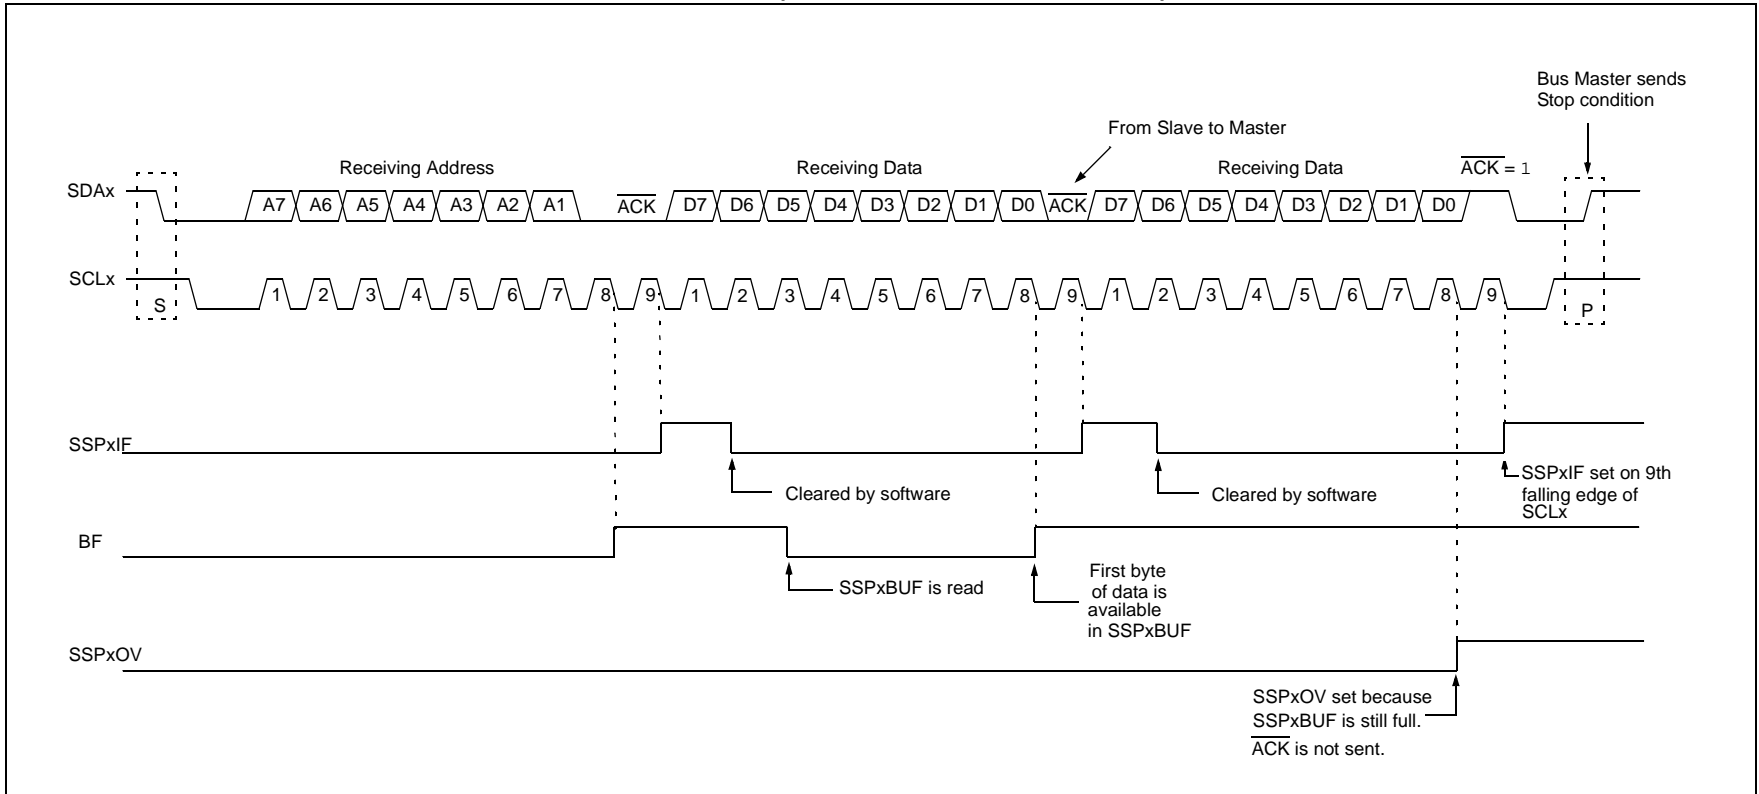 Bus Master sends
Stop condition
From Slave to Master
Receiving Address
Receiving Data
Receiving Data
ACK = 1
SDAx
A7 A6 A5 A4 A3 A2 A1 ACK D7 D6 D5 D4 D3 D2 D1 D0 ACK D7 D6 D5 D4 D3 D2 D1 D0
SCLx
S
1 2 3 4 5 6 7 8 9 1 2 3 4 5 6 7 8 9 1 2 3 4 5 6 7 8 9
P
SSPxIF
Cleared by software
Cleared by software
SSPxIF set on 9th
falling edge of
SCLx
BF
SSPxBUF is read
First byte
of data is
available
in SSPxBUF
SSPxOV
SSPxOV set because
SSPxBUF is still full.
ACK is not sent.